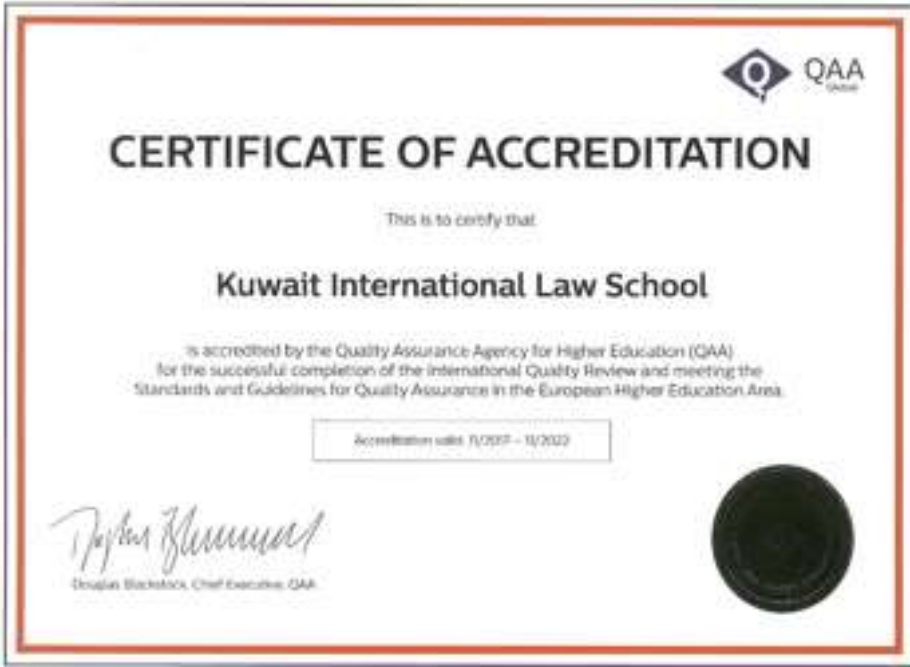 QAA
Global
CERTIFICATE OF ACCREDITATION
This is to certify that
Kuwait International Law School
is accredited by the Quality Assurance Agency for Higher Education (QAA)
for the successful completion of the International Quality Review and meeting the
Standards and Guidelines for Quality Assurance in the European Higher Education Area.
Accreditation valid: 11/2017 – 11/2022
Douglas Blackstock, Chief Executive, QAA